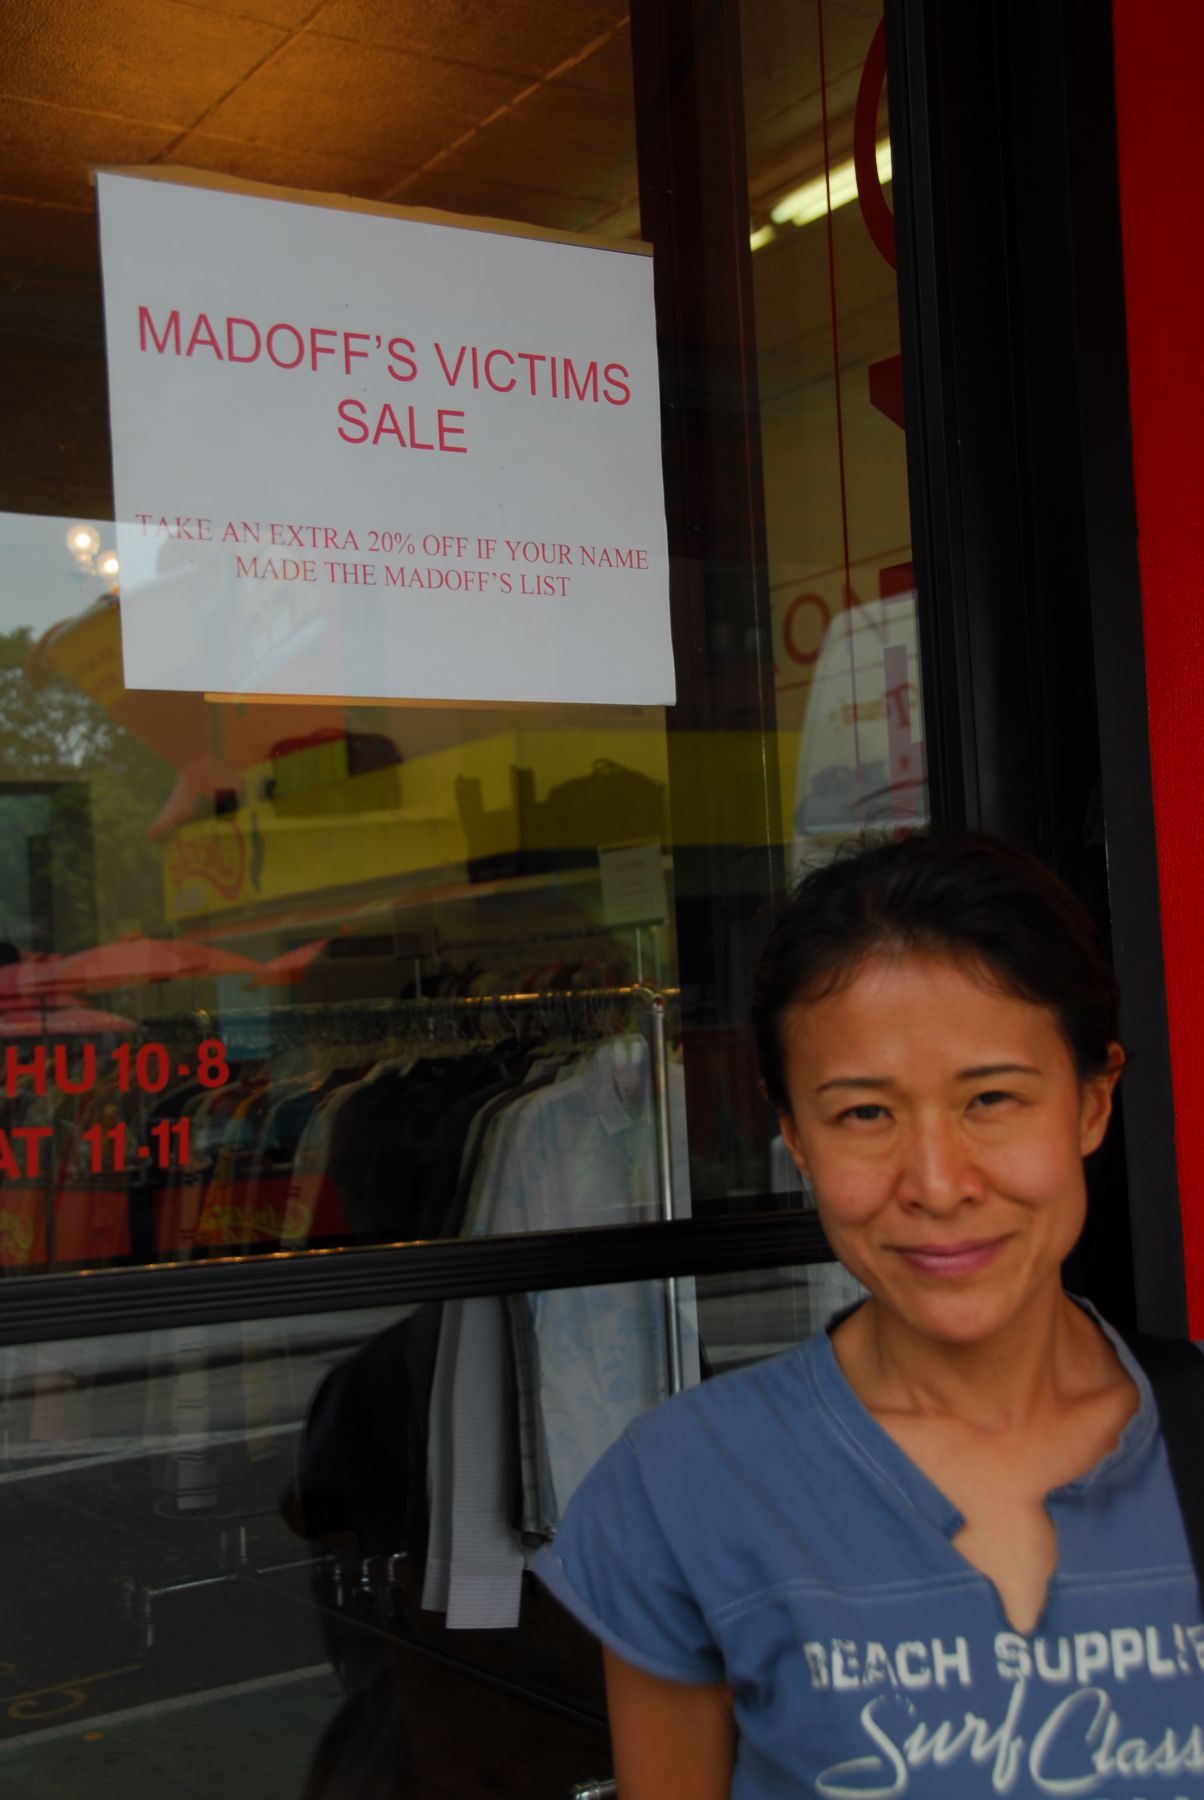 MADOFF'S VICTIMS
SALE
TAKE AN EXTRA 20% OFF IF YOUR NAME
MADE THE MADOFF'S LIST
HU 10-8
AT 11-11
BEACH SUPPLI
Surf Class